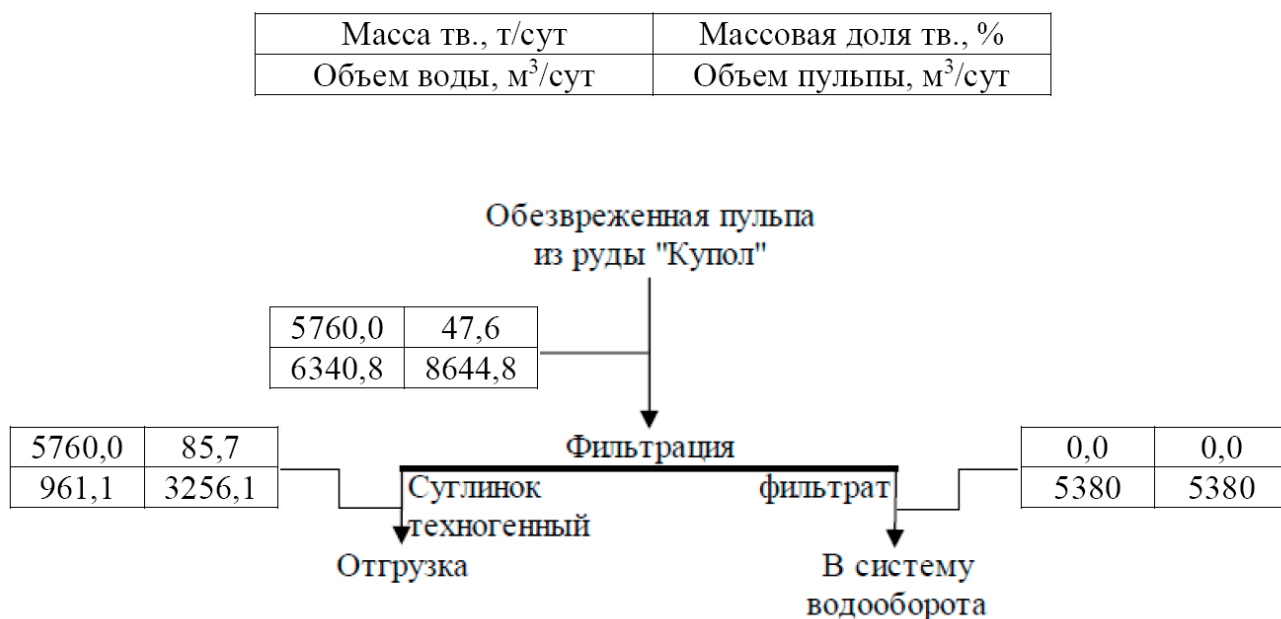 Масса тв., т/сут Массовая доля тв., %
Объем воды, м³/сут Объем пульпы, м³/сут
Обезвреженная пульпа
из руды "Купол"
5760,0 47,6
6340,8 8644,8
5760,0 85,7
961,1 3256,1
Фильтрация
0,0 0,0
5380 5380
Суглинок
техногенный
фильтрат
Отгрузка
В систему
водооборота